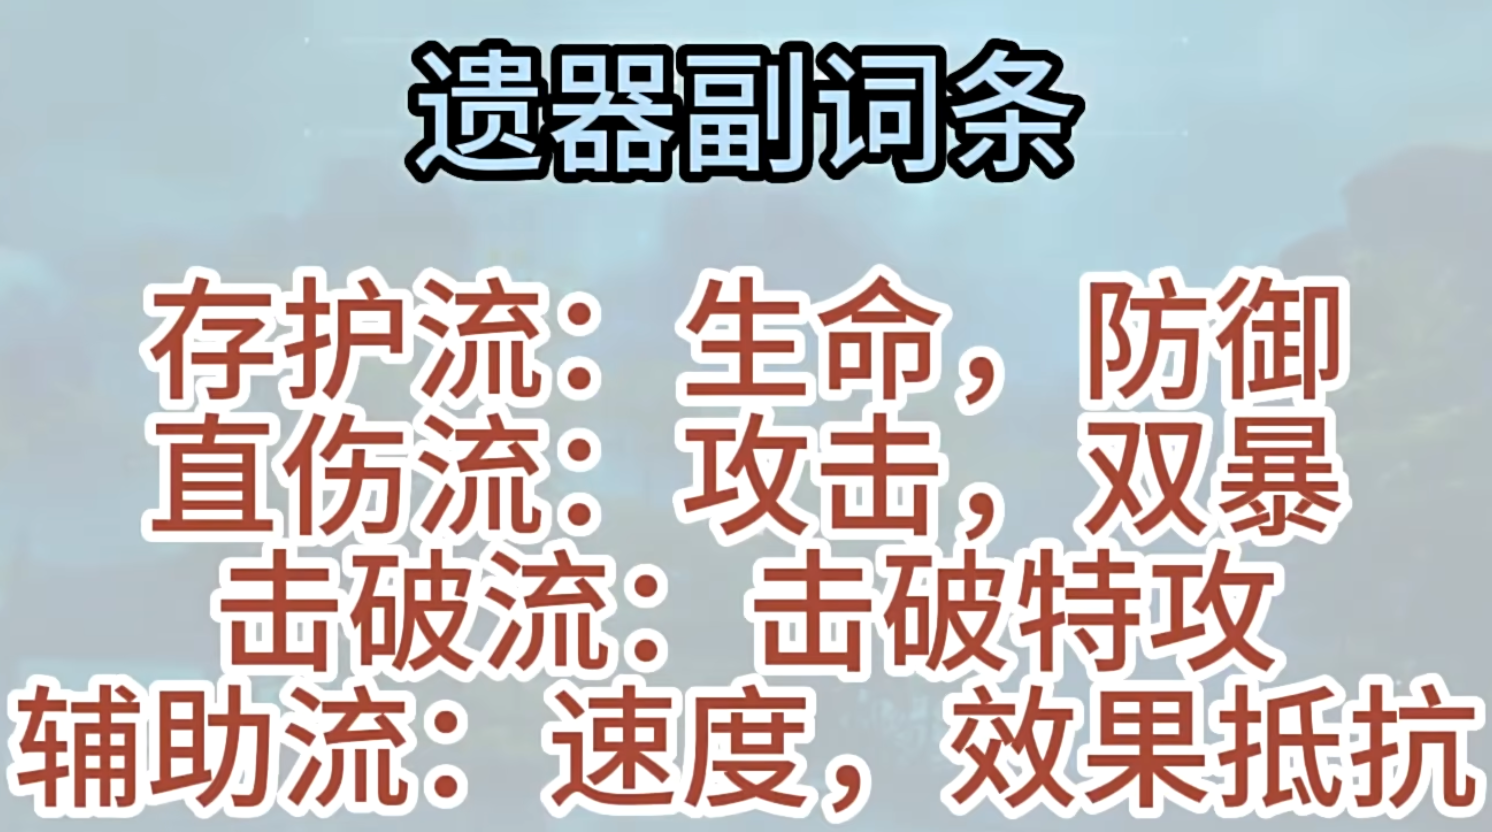 遗器副词条
存护流：生命，防御
直伤流：攻击，双暴
击破流：击破特攻
辅助流：速度，效果抵抗